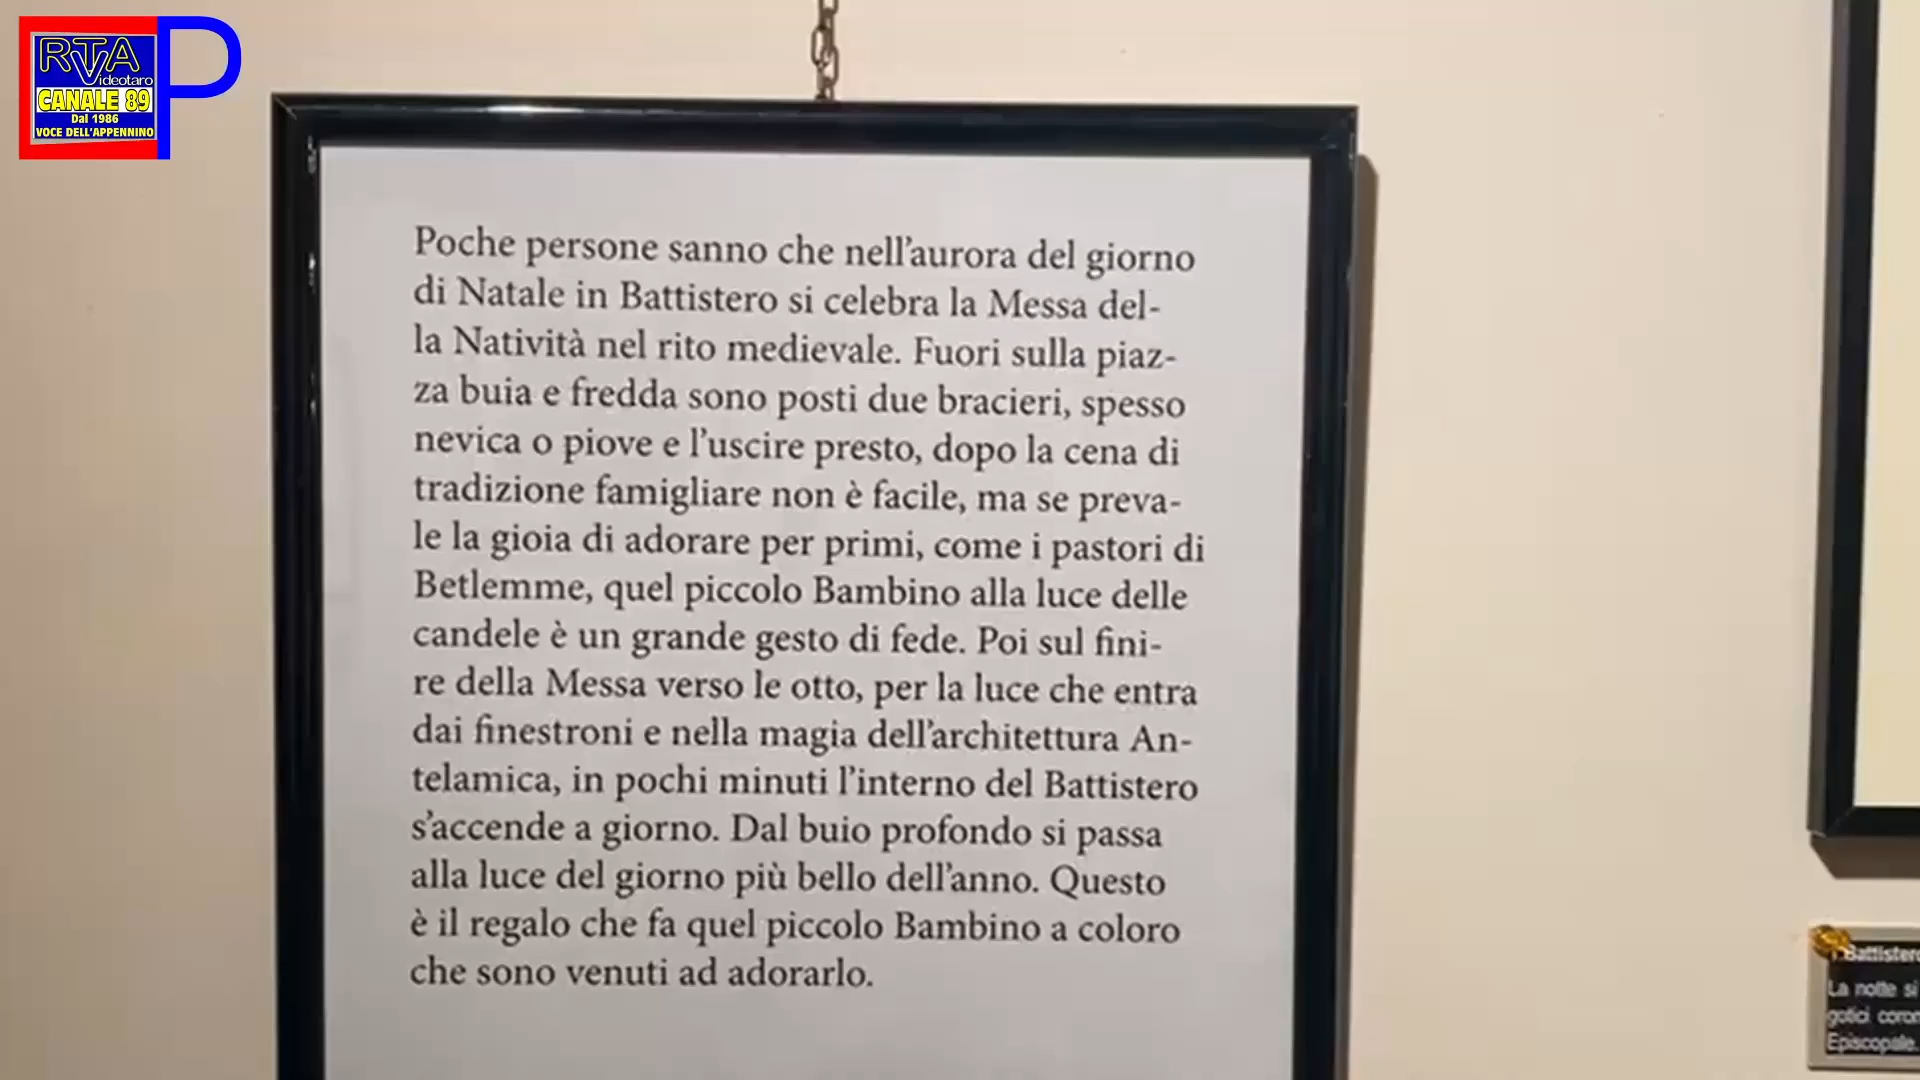 RTA
Videotaro
CANALE 89
Dal 1986
VOCE DELL'APPENNINO
P
Poche persone sanno che nell'aurora del giorno
di Natale in Battistero si celebra la Messa del-
la Natività nel rito medievale. Fuori sulla piaz-
za buia e fredda sono posti due bracieri, spesso
nevica o piove e l'uscire presto, dopo la cena di
tradizione famigliare non è facile, ma se preva-
le la gioia di adorare per primi, come i pastori di
Betlemme, quel piccolo Bambino alla luce delle
candele è un grande gesto di fede. Poi sul fini-
re della Messa verso le otto, per la luce che entra
dai finestroni e nella magia dell'architettura An-
telamica, in pochi minuti l'interno del Battistero
s'accende a giorno. Dal buio profondo si passa
alla luce del giorno più bello dell'anno. Questo
è il regalo che fa quel piccolo Bambino a coloro
che sono venuti ad adorarlo.
Battistero
La notte si
gotici coron
Episcopale.